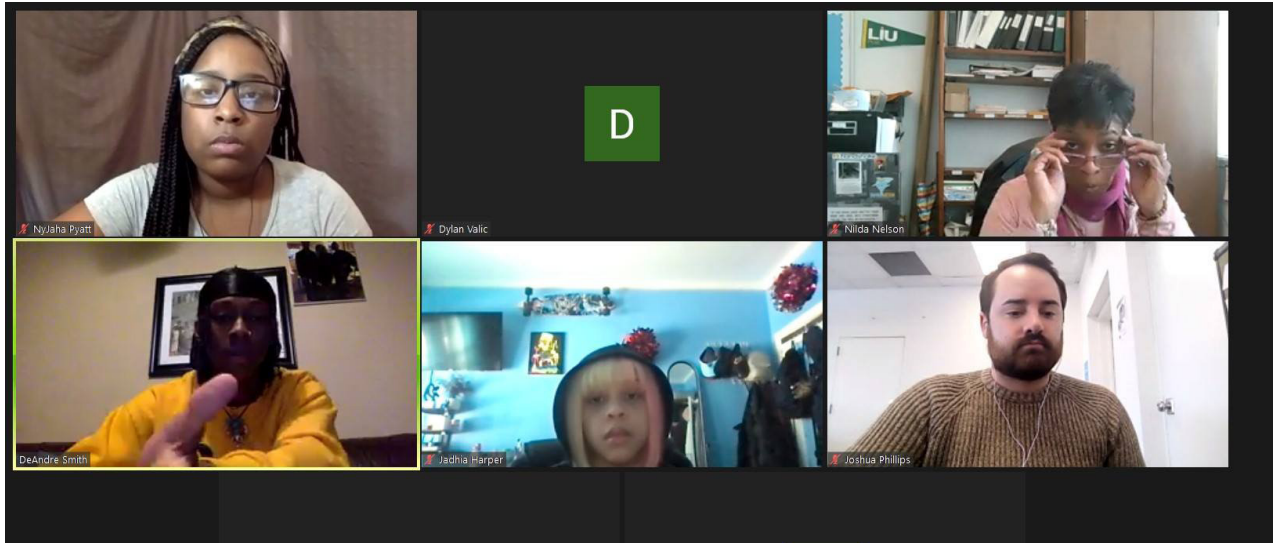 LIU
D
NyJaha Pyatt
Dylan Valic
Nilda Nelson
DeAndre Smith
Jadhia Harper
Joshua Phillips